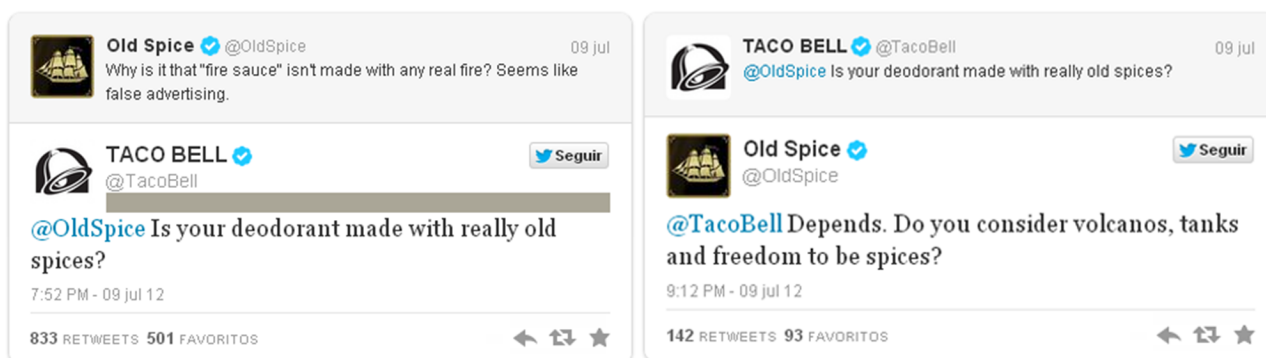 Old Spice @OldSpice 09 jul
Why is it that "fire sauce" isn't made with any real fire? Seems like
false advertising.
TACO BELL
@TacoBell
Seguir
@OldSpice Is your deodorant made with really old
spices?
7:52 PM - 09 jul 12
833 RETWEETS 501 FAVORITOS
TACO BELL @TacoBell 09 jul
@OldSpice Is your deodorant made with really old spices?
Old Spice
@OldSpice
Seguir
@TacoBell Depends. Do you consider volcanos, tanks
and freedom to be spices?
9:12 PM - 09 jul 12
142 RETWEETS 93 FAVORITOS